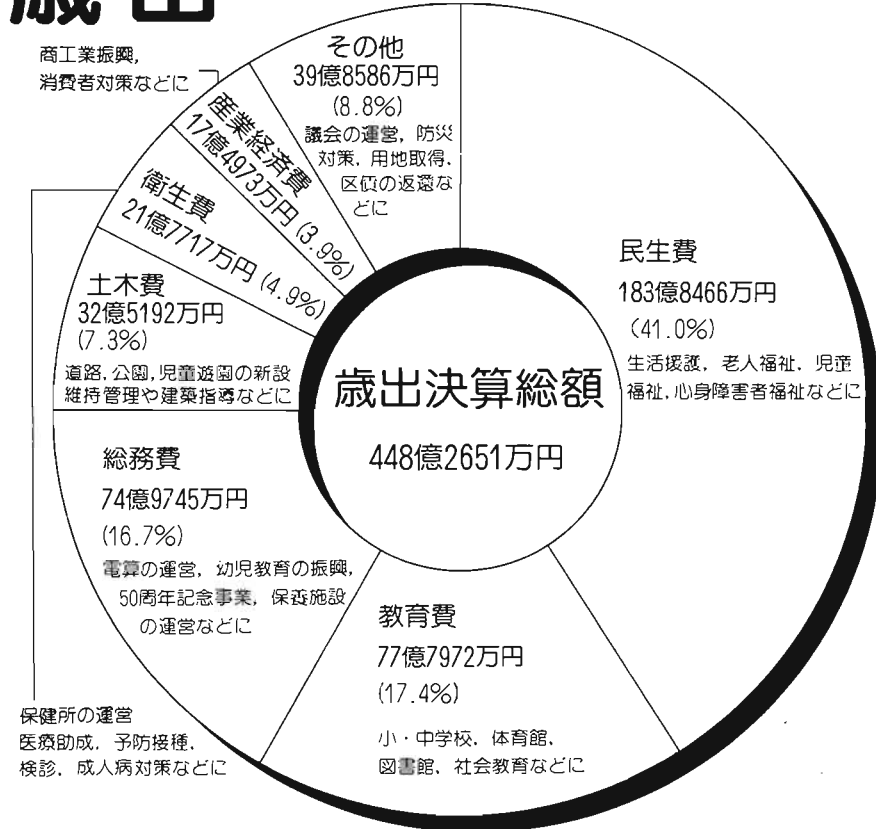 歳出
商工業振興,
消費者対策などに
その他
39億8586万円
(8.8%)
議会の運営, 防災
対策, 用地取得,
区債の返還な
どに
産業経済費
17億4973万円 (3.9%)
衛生費
21億7717万円 (4.9%)
土木費
32億5192万円
(7.3%)
道路, 公園, 児童遊園の新設
維持管理や建築指導などに
民生費
183億8466万円
(41.0%)
生活援護, 老人福祉, 児童
福祉, 心身障害者福祉などに
歳出決算総額
448億2651万円
総務費
74億9745万円
(16.7%)
電算の運営, 幼児教育の振興,
50周年記念事業, 保養施設
の運営などに
教育費
77億7972万円
(17.4%)
小・中学校, 体育館,
図書館, 社会教育などに
保健所の運営
医療助成, 予防接種,
検診, 成人病対策などに